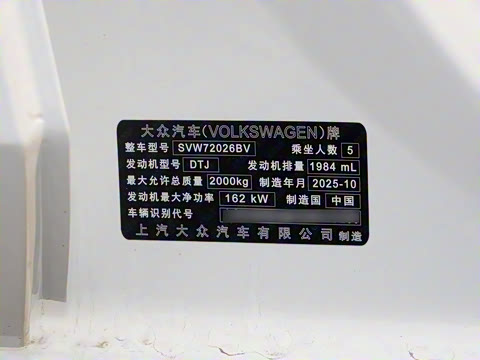 大众汽车(VOLKSWAGEN)牌
整车型号 SVW72026BV 乘坐人数 5
发动机型号 DTJ 发动机排量 1984 mL
最大允许总质量 2000kg 制造年月 2025-10
发动机最大净功率 162 kW 制造国 中国
车辆识别代号
上汽大众汽车有限公司 制造